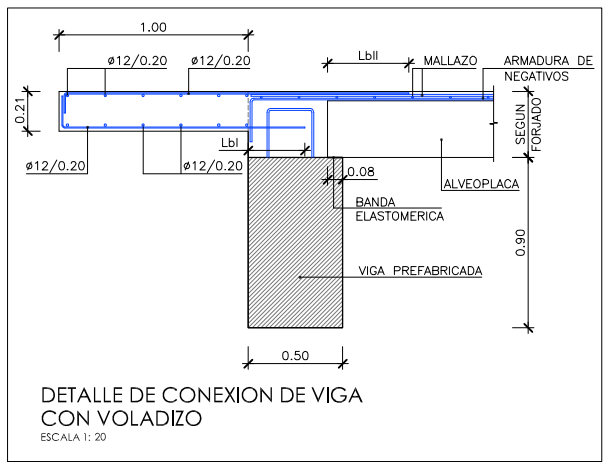 1.00
ø12/0.20
ø12/0.20
LbII
MALLAZO
ARMADURA DE
NEGATIVOS
0.21
LbI
SEGUN
FORJADO
ø12/0.20
ø12/0.20
0.08
ALVEOPLACA
BANDA
ELASTOMERICA
0.90
VIGA PREFABRICADA
0.50
DETALLE DE CONEXION DE VIGA
CON VOLADIZO
ESCALA 1: 20